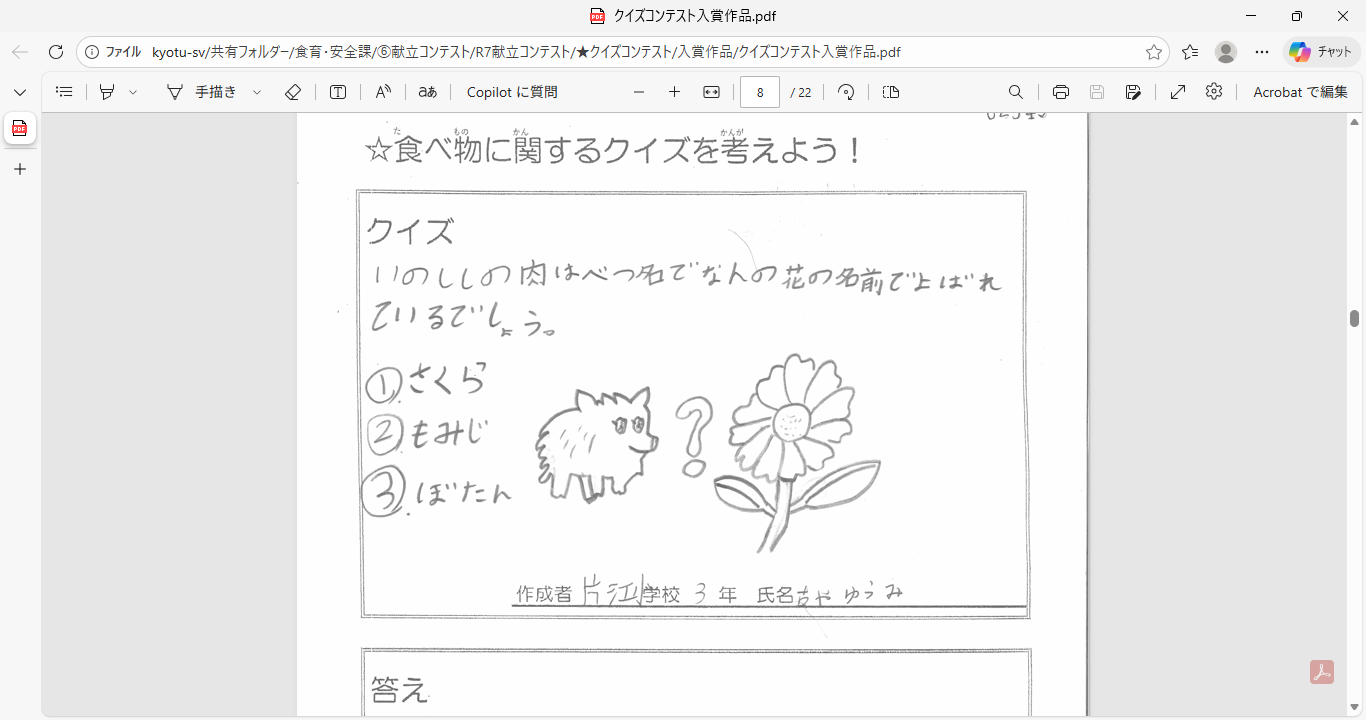 クイズコンテスト入賞作品.pdf
ファイル kyotu-sv/共有フォルダー/食育・安全課/⑥献立コンテスト/R7献立コンテスト/★クイズコンテスト/入賞作品/クイズコンテスト入賞作品.pdf
チャット
手描き
aあ
Copilot に質問
8 / 22
Acrobat で編集
☆食べ物に関するクイズを考えよう！
クイズ
いのししの肉はべつ名でなんの花の名前でよばれ
ているでしょう。
①さくら
②もみじ
③ぼたん
作成者 片江小学校 3 年 氏名 ゆうみ
答え